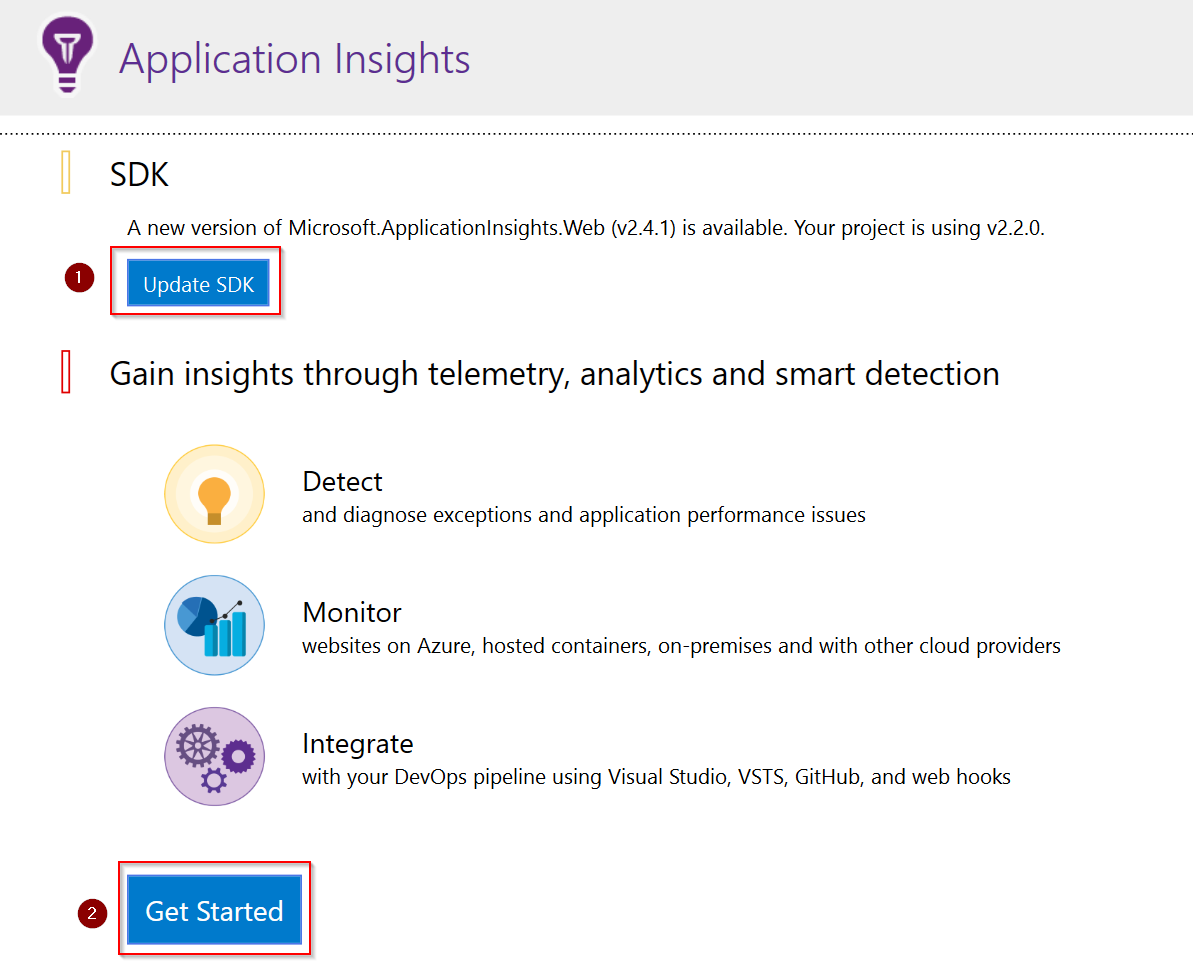 Application Insights
SDK
A new version of Microsoft.ApplicationInsights.Web (v2.4.1) is available. Your project is using v2.2.0.
1
Update SDK
Gain insights through telemetry, analytics and smart detection
Detect
and diagnose exceptions and application performance issues
Monitor
websites on Azure, hosted containers, on-premises and with other cloud providers
Integrate
with your DevOps pipeline using Visual Studio, VSTS, GitHub, and web hooks
2
Get Started